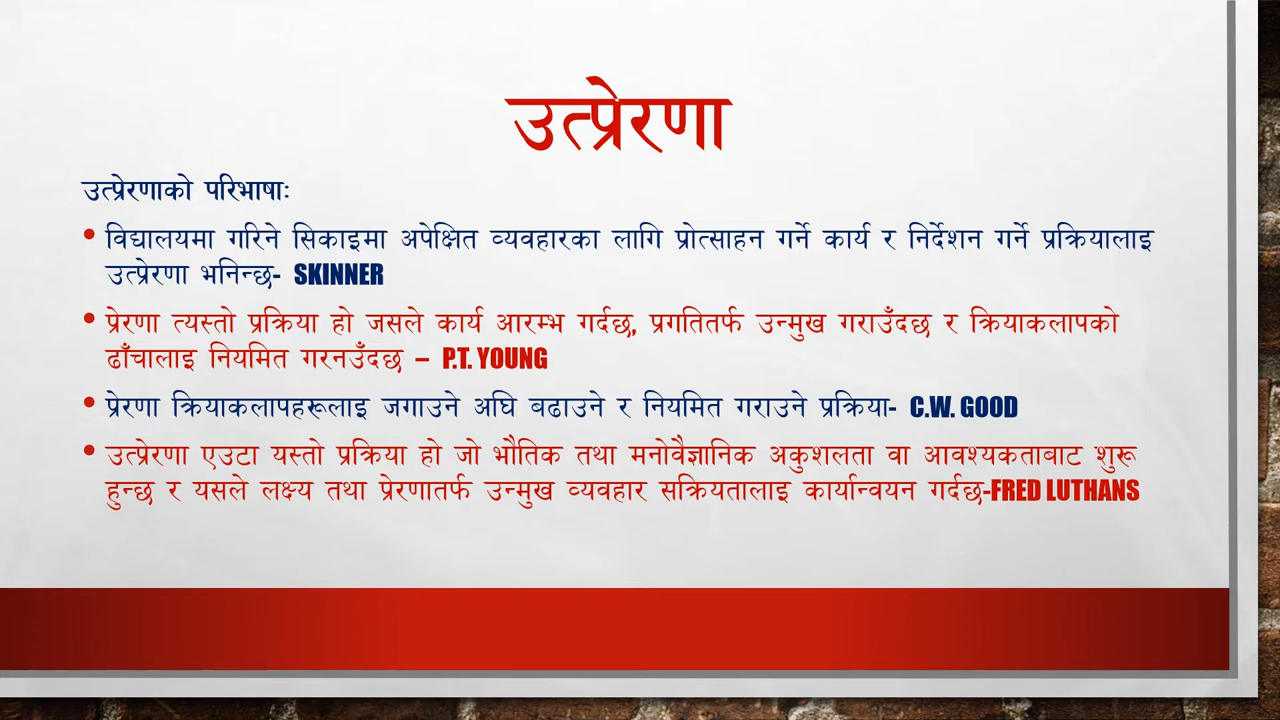 उत्प्रेरणा
उत्प्रेरणाको परिभाषाः
• विद्यालयमा गरिने सिकाइमा अपेक्षित व्यवहारका लागि प्रोत्साहन गर्ने कार्य र निर्देशन गर्ने प्रक्रियालाइ
उत्प्रेरणा भनिन्छ- SKINNER
• प्रेरणा त्यस्तो प्रक्रिया हो जसले कार्य आरम्भ गर्दछ, प्रगतितर्फ उन्मुख गराउँदछ र क्रियाकलापको
ढाँचालाइ नियमित गरनउँदछ – P.T. YOUNG
• प्रेरणा क्रियाकलापहरूलाइ जगाउने अघि बढाउने र नियमित गराउने प्रक्रिया- C.W. GOOD
• उत्प्रेरणा एउटा यस्तो प्रक्रिया हो जो भौतिक तथा मनोवैज्ञानिक अकुशलता वा आवश्यकताबाट शुरू
हुन्छ र यसले लक्ष्य तथा प्रेरणातर्फ उन्मुख व्यवहार सक्रियतालाइ कार्यान्वयन गर्दछ-FRED LUTHANS